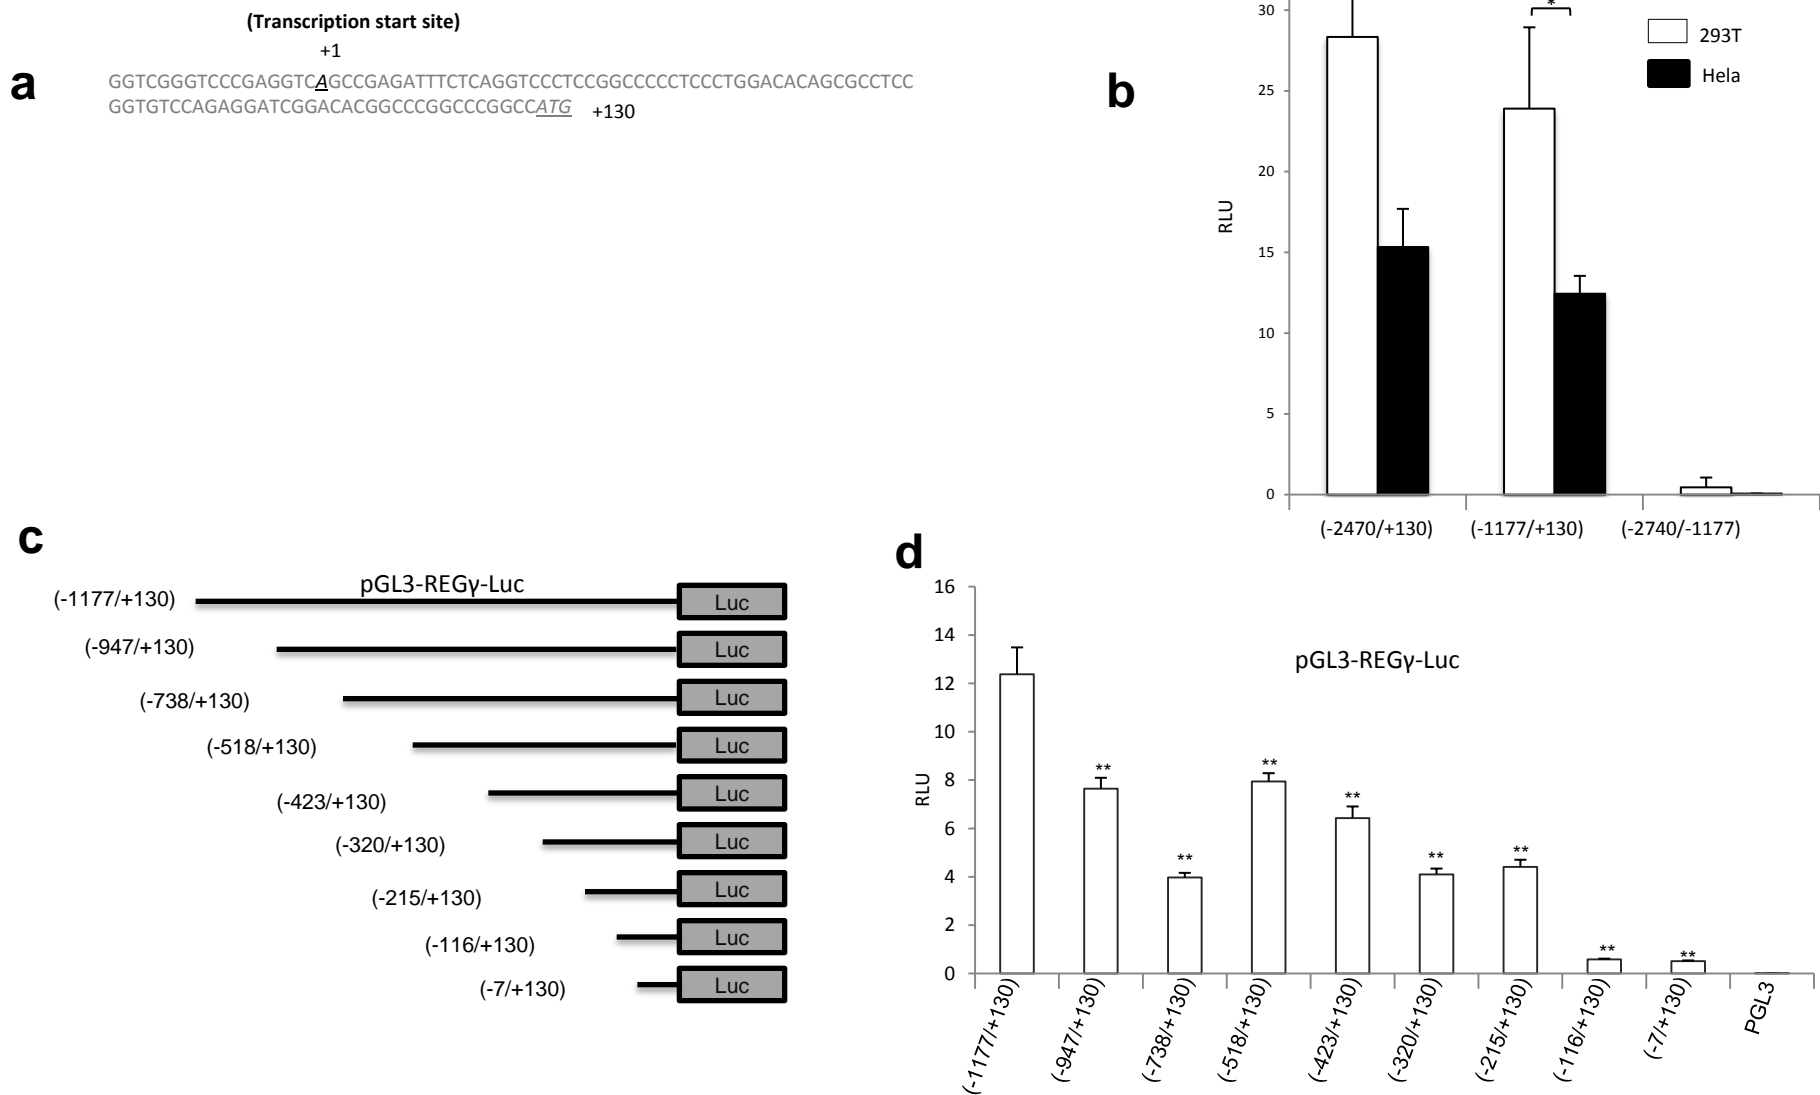 (Transcription start site)
+1
a
GGTCGGGTCCCGAGGTCAGCCGAGATTTCTCAGGTCCCTCCGGCCCCCTCCCTGGACACAGCGCCTCC
GGTGTCCAGAGGATCGGACACGGCCCGGCCCGGCCATG +130
b
30
25
20
15
10
5
0
RLU
*
293T
Hela
(-2470/+130) (-1177/+130) (-2740/-1177)
c
pGL3-REGγ-Luc
(-1177/+130) Luc
(-947/+130) Luc
(-738/+130) Luc
(-518/+130) Luc
(-423/+130) Luc
(-320/+130) Luc
(-215/+130) Luc
(-116/+130) Luc
(-7/+130) Luc
d
16
14
12
10
8
6
4
2
0
RLU
pGL3-REGγ-Luc
** ** ** ** ** ** ** **
(-1177/+130)
(-947/+130)
(-738/+130)
(-518/+130)
(-423/+130)
(-320/+130)
(-215/+130)
(-116/+130)
(-7/+130)
PGL3